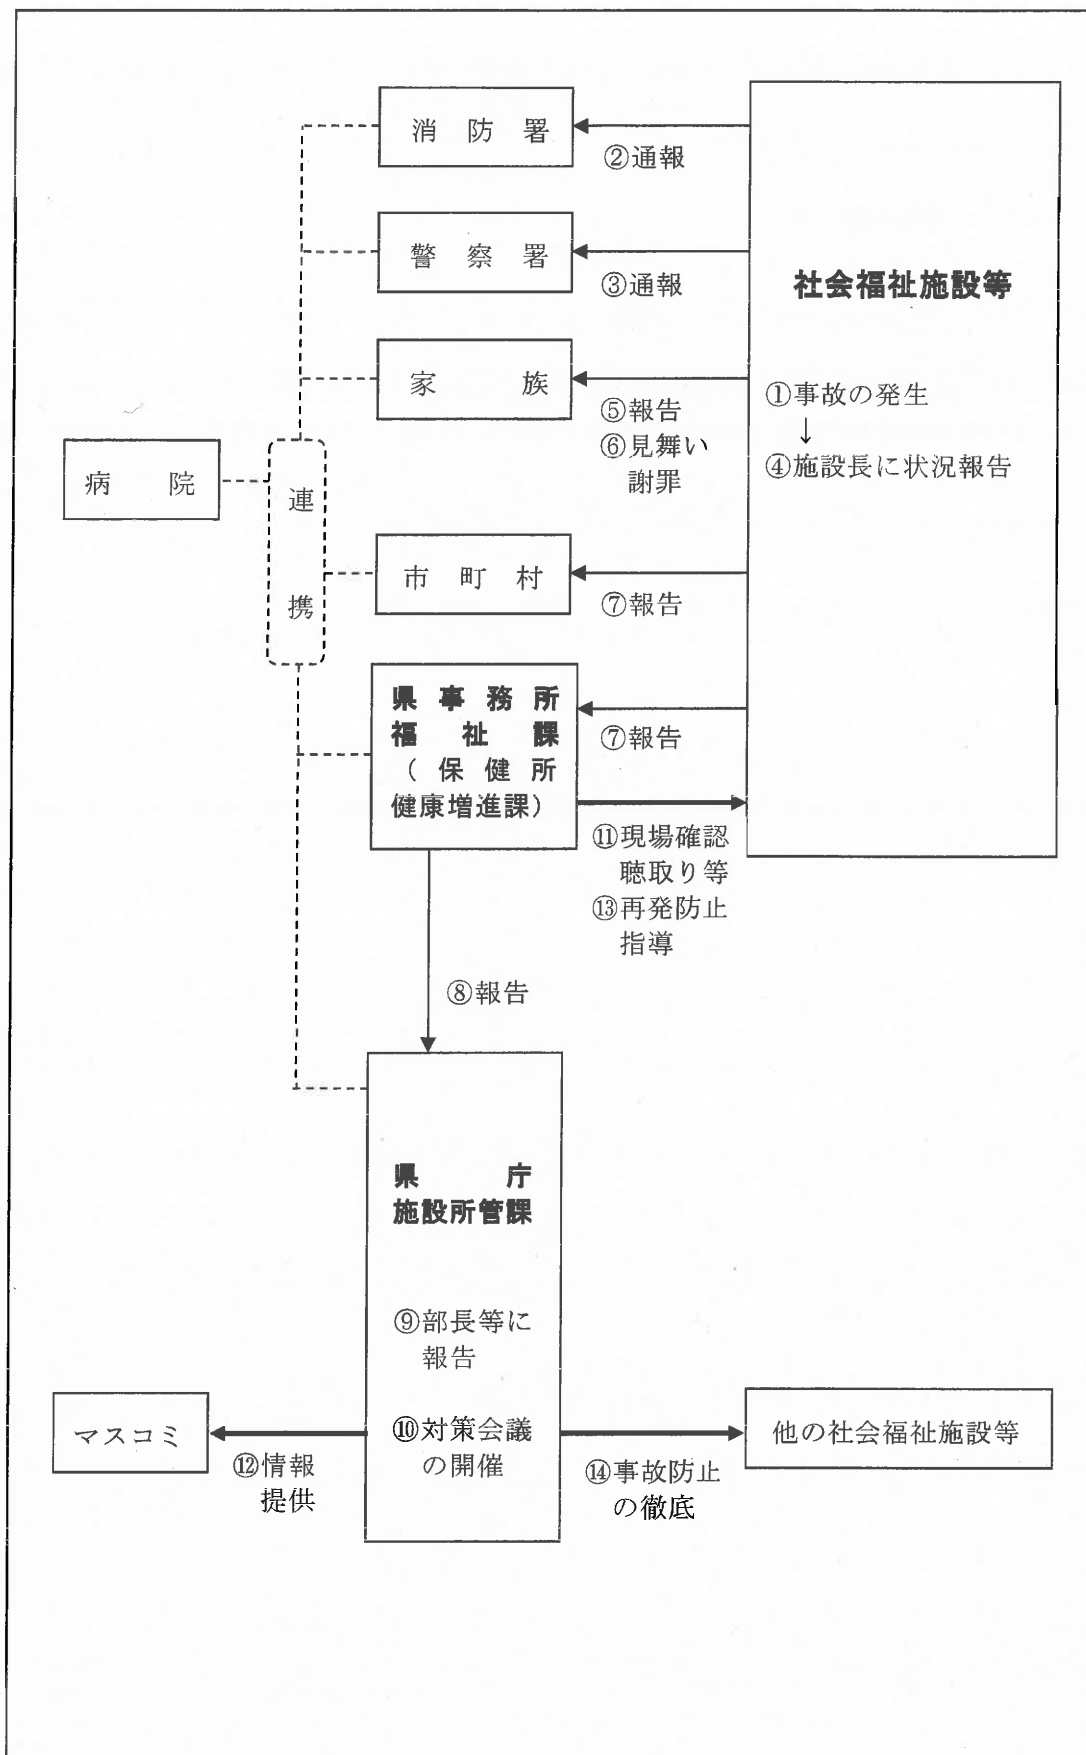 消防署
②通報
警察署
③通報
社会福祉施設等
家族
⑤報告
⑥見舞い
謝罪
①事故の発生
↓
④施設長に状況報告
病院
連
携
市町村
⑦報告
県事務所
福祉課
(保健所
健康増進課)
⑦報告
⑪現場確認
聴取り等
⑬再発防止
指導
⑧報告
県庁
施設所管課
⑨部長等に
報告
⑩対策会議
の開催
マスコミ
⑫情報
提供
⑭事故防止
の徹底
他の社会福祉施設等